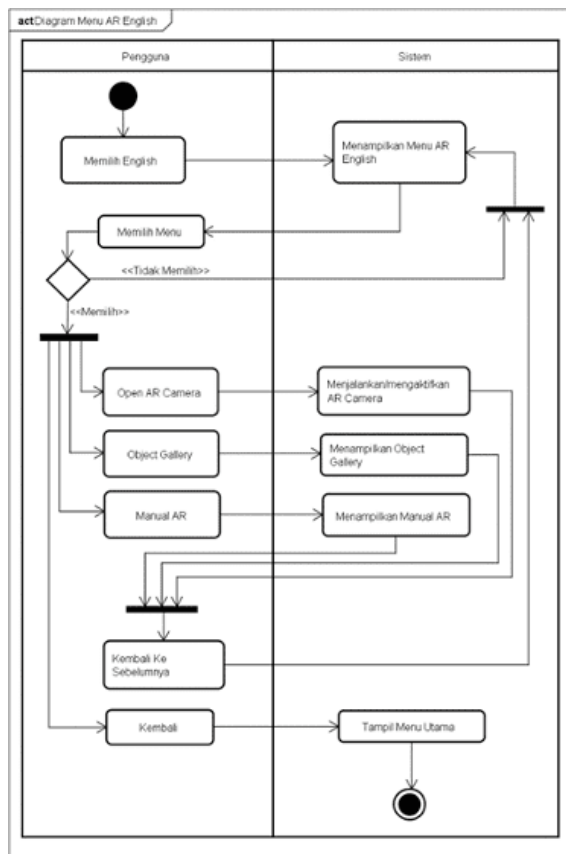 actDiagram Menu AR English
Pengguna
Sistem
Memilih English
Menampilkan Menu AR
English
Memilih Menu
<<Tidak Memilih>>
<<Memilih>>
Open AR Camera
Menjalankan/mengaktifkan
AR Camera
Object Gallery
Menampilkan Object
Gallery
Manual AR
Menampilkan Manual AR
Kembali Ke
Sebelumnya
Kembali
Tampil Menu Utama